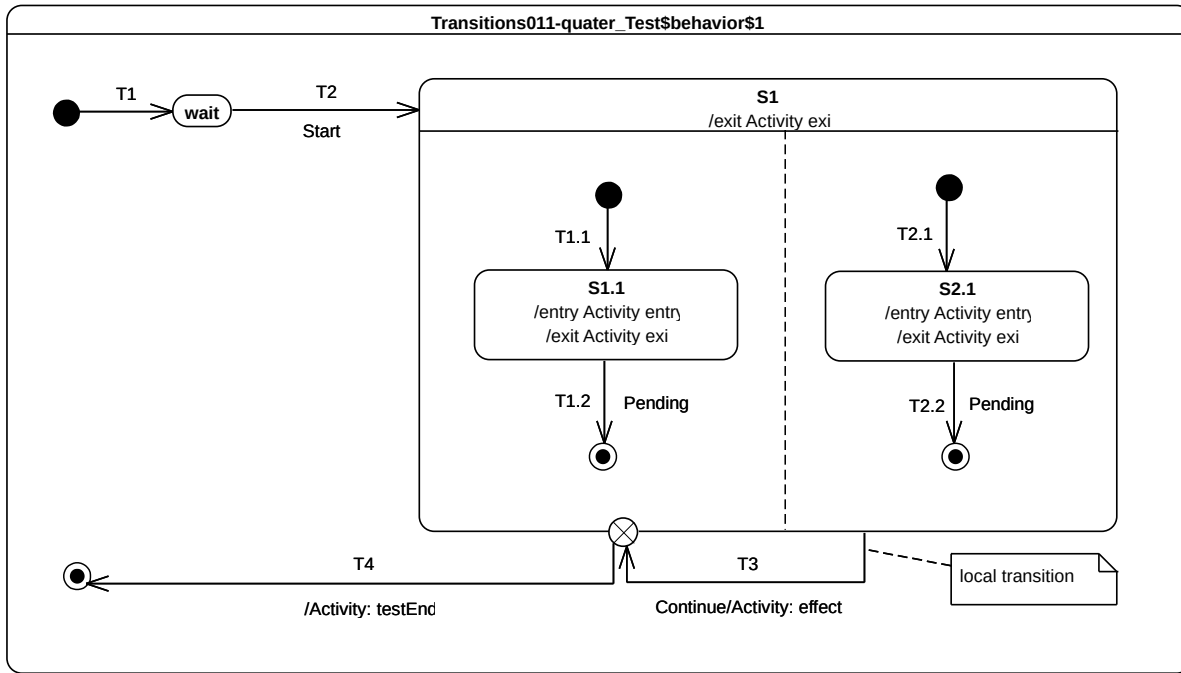 Transitions011-quater_Test$behavior$1
T1
wait
T2
Start
S1
/exit Activity exi
T1.1
S1.1
/entry Activity entry
/exit Activity exi
T1.2
Pending
T2.1
S2.1
/entry Activity entry
/exit Activity exi
T2.2
Pending
T3
Continue/Activity: effect
local transition
T4
/Activity: testEnd